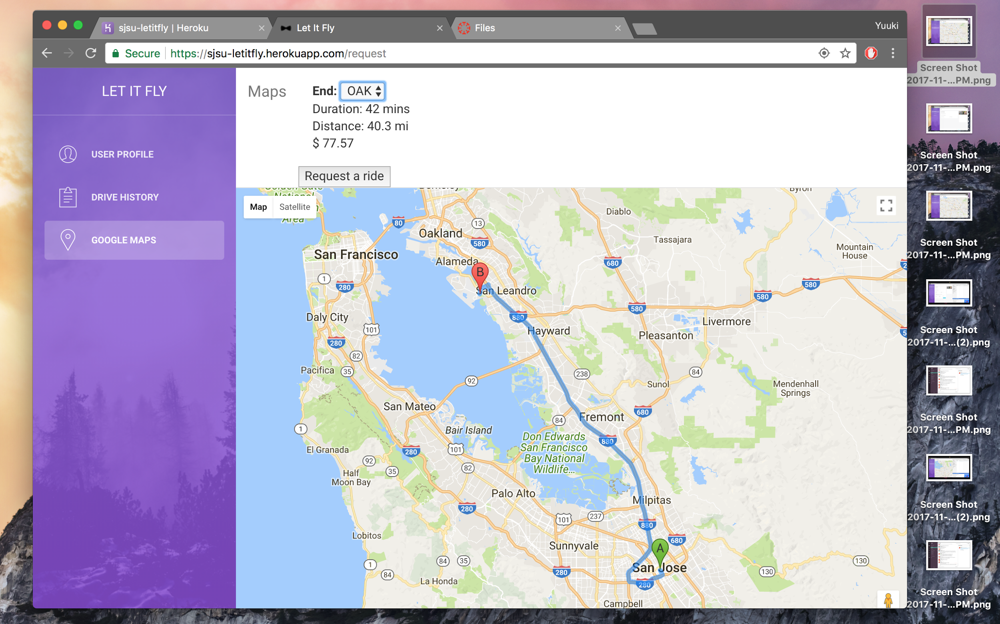 sjsu-letitfly | Heroku
Let It Fly
Files
Yuuki
Secure
https://sjsu-letitfly.herokuapp.com/request
LET IT FLY
USER PROFILE
DRIVE HISTORY
GOOGLE MAPS
Maps
End: OAK
Duration: 42 mins
Distance: 40.3 mi
$ 77.57
Request a ride
Map
Satellite
Golden Gate
National
Area
Berkeley
Byron
Diablo
80
13
Oakland
580
Tassajara
Mountain
House
San Francisco
Alameda
680
B
1
280
San Leandro
580
580
580
880
Daly City
Livermore
101
Hayward
Pleasanton
280
82
Pacifica
35
238
84
92
Sunol
Mendenhall
Springs
San Mateo
680
Fremont
84
1
Bair Island
Don Edwards
San Francisco
Bay National
Wildlife...
880
El Granada
280
101
92
82
35
Half
Moon Bay
Palo Alto
Milpitas
280
237
101
880
Lobitos
680
Sunnyvale
A
84
35
130
1
San Jose
280
130
84
La Honda
280
Campbell
Screen Shot
2017-11-...PM.png
Screen Shot
2017-11-...PM.png
Screen Shot
2017-11-...PM.png
Screen Shot
2017-11-...(2).png
Screen Shot
2017-11-...PM.png
Screen Shot
2017-11-...(2).png
Screen Shot
2017-11-...PM.png